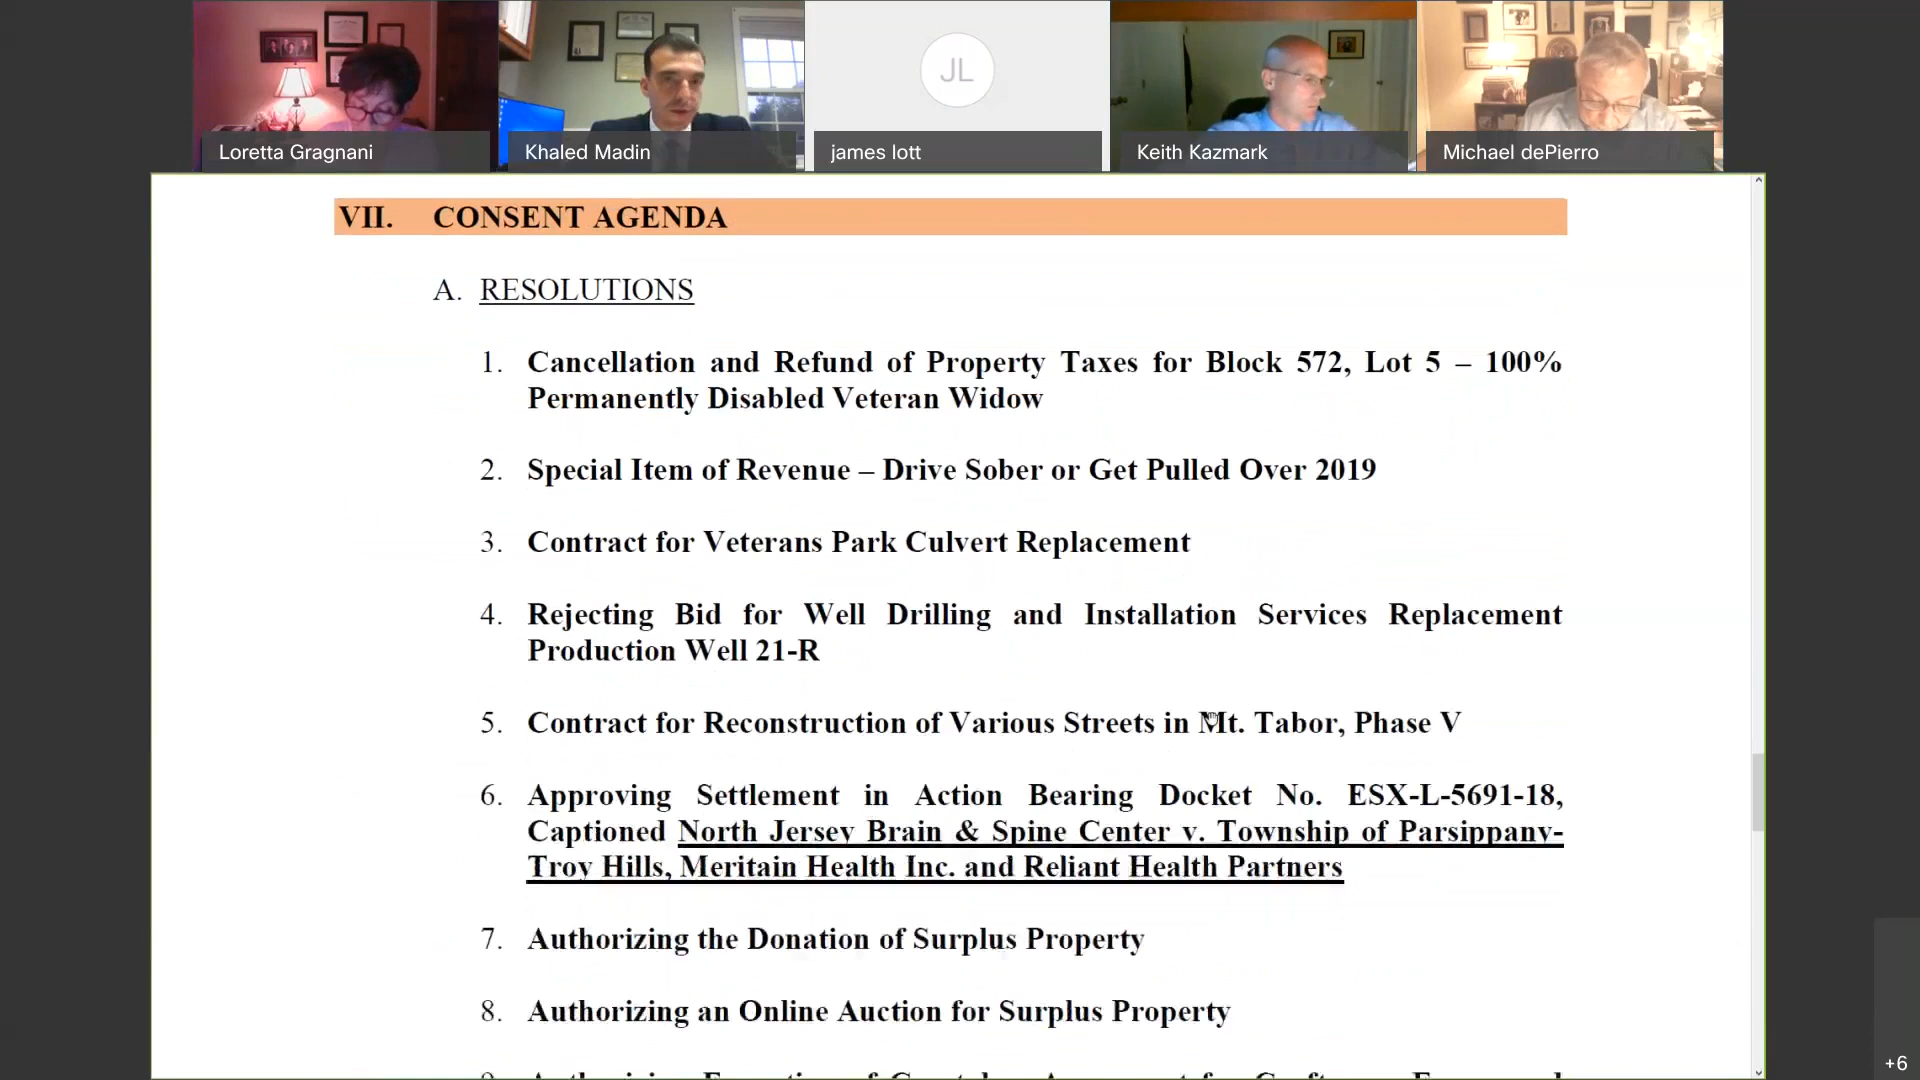 Loretta Gragnani
Khaled Madin
JL
james lott
Keith Kazmark
Michael dePierro
VII. CONSENT AGENDA
A. RESOLUTIONS
1. Cancellation and Refund of Property Taxes for Block 572, Lot 5 – 100%
Permanently Disabled Veteran Widow
2. Special Item of Revenue – Drive Sober or Get Pulled Over 2019
3. Contract for Veterans Park Culvert Replacement
4. Rejecting Bid for Well Drilling and Installation Services Replacement
Production Well 21-R
5. Contract for Reconstruction of Various Streets in Mt. Tabor, Phase V
6. Approving Settlement in Action Bearing Docket No. ESX-L-5691-18,
Captioned North Jersey Brain & Spine Center v. Township of Parsippany-
Troy Hills, Meritain Health Inc. and Reliant Health Partners
7. Authorizing the Donation of Surplus Property
8. Authorizing an Online Auction for Surplus Property
+6